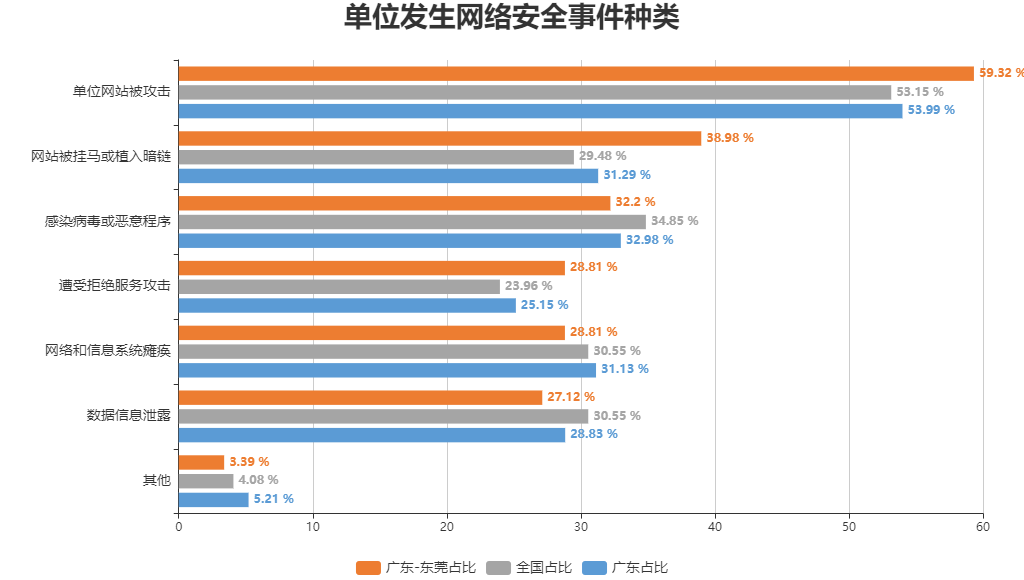 单位发生网络安全事件种类
单位网站被攻击
59.32 %
53.15 %
53.99 %
网站被挂马或植入暗链
38.98 %
29.48 %
31.29 %
感染病毒或恶意程序
32.2 %
34.85 %
32.98 %
遭受拒绝服务攻击
28.81 %
23.96 %
25.15 %
网络和信息系统瘫痪
28.81 %
30.55 %
31.13 %
数据信息泄露
27.12 %
30.55 %
28.83 %
其他
3.39 %
4.08 %
5.21 %
0 10 20 30 40 50 60
广东-东莞占比 全国占比 广东占比